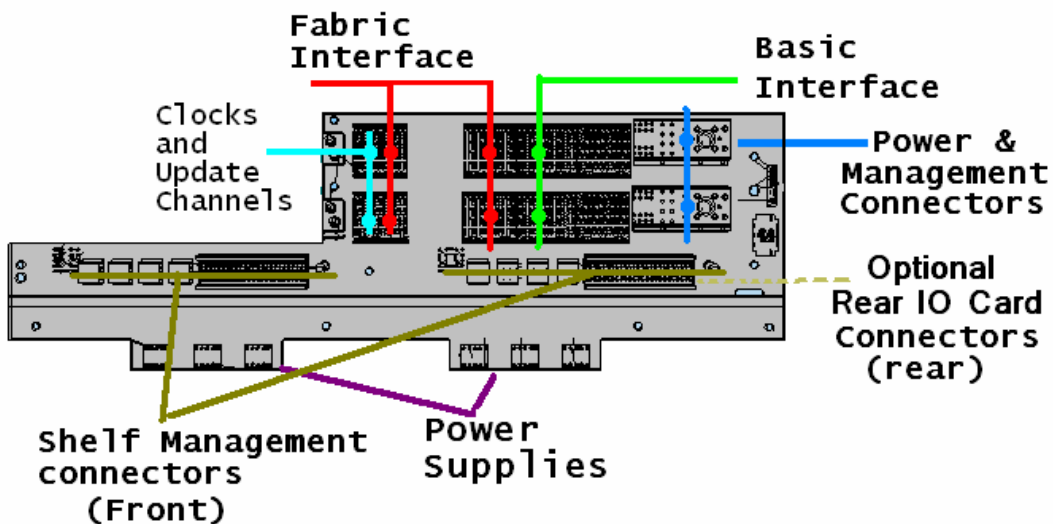 Fabric
Interface
Basic
Interface
Clocks
and
Update
Channels
Power &
Management
Connectors
Optional
Rear IO Card
Connectors
(rear)
Shelf Management
connectors
(Front)
Power
Supplies